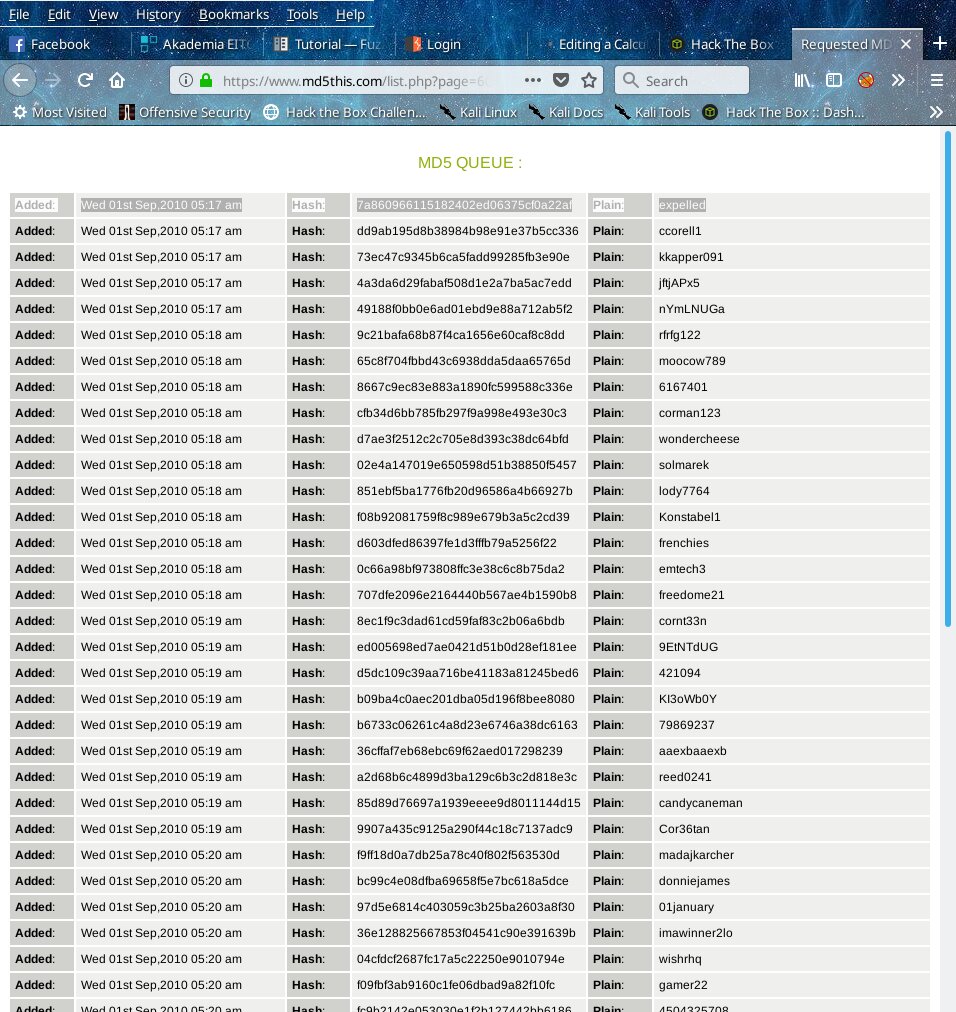 File Edit View History Bookmarks Tools Help
Facebook Akademia EITC Tutorial — Fuz Login Editing a Calcu Hack The Box Requested MD
https://www.md5this.com/list.php?page= Search
Most Visited Offensive Security Hack the Box Challen... Kali Linux Kali Docs Kali Tools Hack The Box :: Dash...
MD5 QUEUE :
Added: Wed 01st Sep,2010 05:17 am Hash: 7a860966115182402ed06375cf0a22af Plain: expelled
Added: Wed 01st Sep,2010 05:17 am Hash: dd9ab195d8b38984b98e91e37b5cc336 Plain: ccorell1
Added: Wed 01st Sep,2010 05:17 am Hash: 73ec47c9345b6ca5fadd99285fb3e90e Plain: kkapper091
Added: Wed 01st Sep,2010 05:17 am Hash: 4a3da6d29fabaf508d1e2a7ba5ac7edd Plain: jftjAPx5
Added: Wed 01st Sep,2010 05:17 am Hash: 49188f0bb0e6ad01ebd9e88a712ab5f2 Plain: nYmLNUGa
Added: Wed 01st Sep,2010 05:18 am Hash: 9c21bafa68b87f4ca1656e60caf8c8dd Plain: rfrfg122
Added: Wed 01st Sep,2010 05:18 am Hash: 65c8f704fbbd43c6938dda5daa65765d Plain: moocow789
Added: Wed 01st Sep,2010 05:18 am Hash: 8667c9ec83e883a1890fc599588c336e Plain: 6167401
Added: Wed 01st Sep,2010 05:18 am Hash: cfb34d6bb785fb297f9a998e493e30c3 Plain: corman123
Added: Wed 01st Sep,2010 05:18 am Hash: d7ae3f2512c2c705e8d393c38dc64bfd Plain: wondercheese
Added: Wed 01st Sep,2010 05:18 am Hash: 02e4a147019e650598d51b38850f5457 Plain: solmarek
Added: Wed 01st Sep,2010 05:18 am Hash: 851ebf5ba1776fb20d96586a4b66927b Plain: lody7764
Added: Wed 01st Sep,2010 05:18 am Hash: f08b92081759f8c989e679b3a5c2cd39 Plain: Konstabel1
Added: Wed 01st Sep,2010 05:18 am Hash: d603dfed86397fe1d3fffb79a5256f22 Plain: frenchies
Added: Wed 01st Sep,2010 05:18 am Hash: 0c66a98bf973808ffc3e38c6c8b75da2 Plain: emtech3
Added: Wed 01st Sep,2010 05:18 am Hash: 707dfe2096e2164440b567ae4b1590b8 Plain: freedome21
Added: Wed 01st Sep,2010 05:19 am Hash: 8ec1f9c3dad61cd59faf83c2b06a6bdb Plain: cornt33n
Added: Wed 01st Sep,2010 05:19 am Hash: ed005698ed7ae0421d51b0d28ef181ee Plain: 9EtNTdUG
Added: Wed 01st Sep,2010 05:19 am Hash: d5dc109c39aa716be41183a81245bed6 Plain: 421094
Added: Wed 01st Sep,2010 05:19 am Hash: b09ba4c0aec201dba05d196f8bee8080 Plain: KI3oWb0Y
Added: Wed 01st Sep,2010 05:19 am Hash: b6733c06261c4a8d23e6746a38dc6163 Plain: 79869237
Added: Wed 01st Sep,2010 05:19 am Hash: 36cffaf7eb68ebc69f62aed017298239 Plain: aaexbaaexb
Added: Wed 01st Sep,2010 05:19 am Hash: a2d68b6c4899d3ba129c6b3c2d818e3c Plain: reed0241
Added: Wed 01st Sep,2010 05:19 am Hash: 85d89d76697a1939eeee9d8011144d15 Plain: candycaneman
Added: Wed 01st Sep,2010 05:19 am Hash: 9907a435c9125a290f44c18c7137adc9 Plain: Cor36tan
Added: Wed 01st Sep,2010 05:20 am Hash: f9ff18d0a7db25a78c40f802f563530d Plain: madajkarcher
Added: Wed 01st Sep,2010 05:20 am Hash: bc99c4e08dfba69658f5e7bc618a5dce Plain: donniejames
Added: Wed 01st Sep,2010 05:20 am Hash: 97d5e6814c403059c3b25ba2603a8f30 Plain: 01january
Added: Wed 01st Sep,2010 05:20 am Hash: 36e128825667853f04541c90e391639b Plain: imawinner2lo
Added: Wed 01st Sep,2010 05:20 am Hash: 04cfdcf2687fc17a5c22250e9010794e Plain: wishrhq
Added: Wed 01st Sep,2010 05:20 am Hash: f09fbf3ab9160c1fe06dbad9a82f10fc Plain: gamer22
Added: Wed 01st Sep,2010 05:20 am Hash: fc9b2142e053030e1f2b127442bb6186 Plain: 4504325708